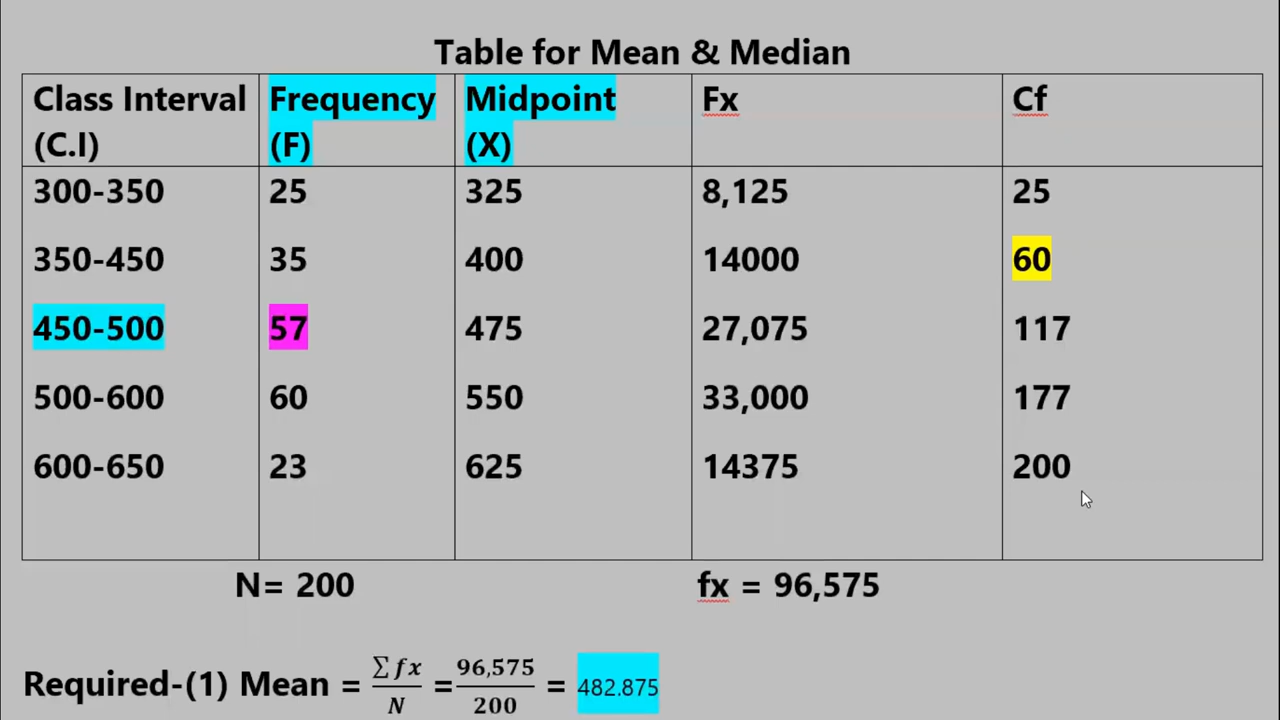 Table for Mean & Median
Class Interval (C.I) Frequency (F) Midpoint (X) Fx Cf
300-350 25 325 8,125 25
350-450 35 400 14000 60
450-500 57 475 27,075 117
500-600 60 550 33,000 177
600-650 23 625 14375 200
N= 200 fx = 96,575
Required-(1) Mean = ∑fx/N =96,575/200 = 482.875